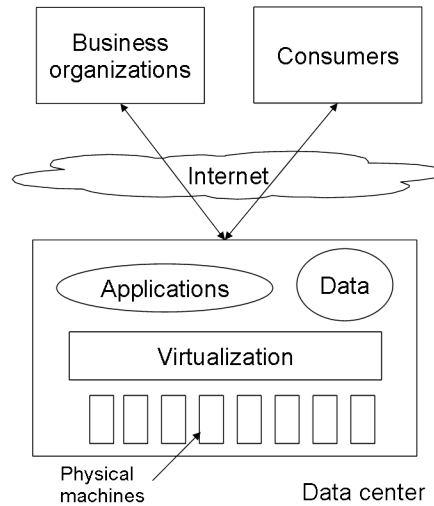 Business
organizations
Consumers
Internet
Applications
Data
Virtualization
Physical
machines
Data center